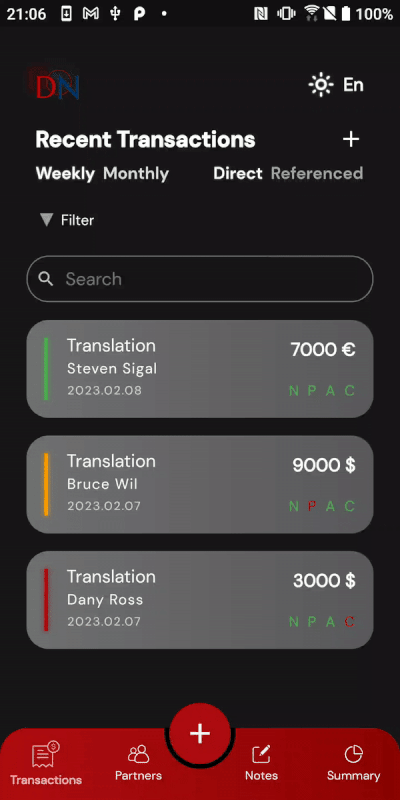 21:06 100%
DN
En
Recent Transactions +
Weekly Monthly Direct Referenced
Filter
Search
Translation
7000 €
Steven Sigal
2023.02.08
N P A C
Translation
9000 $
Bruce Wil
2023.02.07
N P A C
Translation
3000 $
Dany Ross
2023.02.07
N P A C
+
Transactions Partners Notes Summary